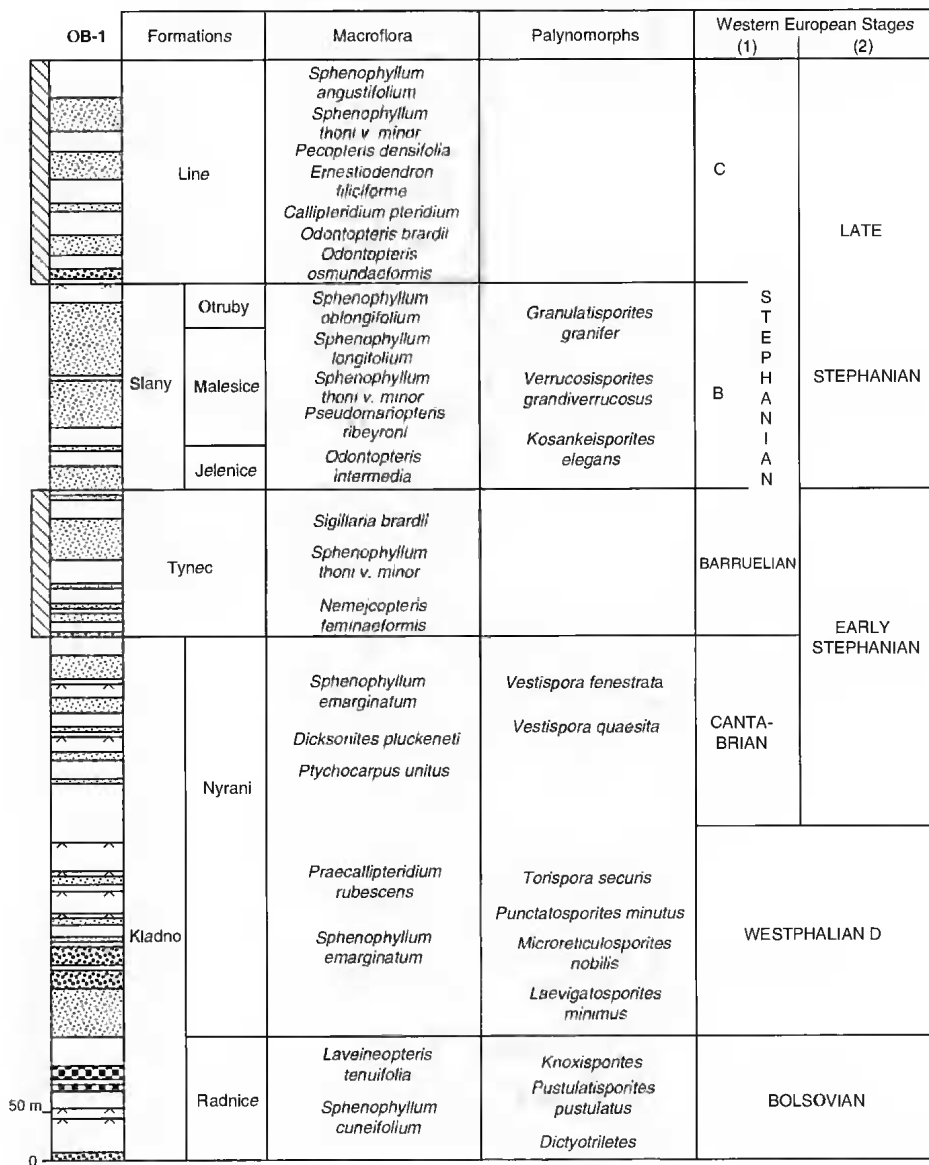 OB-1
Formations
Macroflora
Palynomorphs
Western European Stages
(1)
(2)
Line
Sphenophyllum
angustifolium
Sphenophyllum
thoni v. minor
Pecopteris densifolia
Ernestiodendron
filiciforme
Callipteridium pteridium
Odontopteris brardii
Odontopteris
osmundaeformis
C
LATE
STEPHANIAN
Slany
Otruby
Malesice
Jelenice
Sphenophyllum
oblongifolium
Sphenophyllum
longifolium
Sphenophyllum
thoni v. minor
Pseudomariopteris
ribeyroni
Odontopteris
intermedia
Granulatisporites
granifer
Verrucosisporites
grandiverrucosus
Kosankeisporites
elegans
B
S
T
E
P
H
A
N
I
A
N
Tynec
Sigillaria brardii
Sphenophyllum
thoni v. minor
Nemejcopteris
feminaeformis
BARRUELIAN
EARLY
STEPHANIAN
Kladno
Nyrani
Sphenophyllum
emarginatum
Dicksonites pluckeneti
Ptychocarpus unitus
Vestispora fenestrata
Vestispora quaesita
CANTA-
BRIAN
Praecallipteridium
rubescens
Sphenophyllum
emarginatum
Torispora securis
Punctatosporites minutus
Microreticulosporites
nobilis
Laevigatosporites
minimus
WESTPHALIAN D
Radnice
Laveineopteris
tenuifolia
Sphenophyllum
cuneifolium
Knoxisporites
Pustulatisporites
pustulatus
Dictyotriletes
BOLSOVIAN
50 m
0